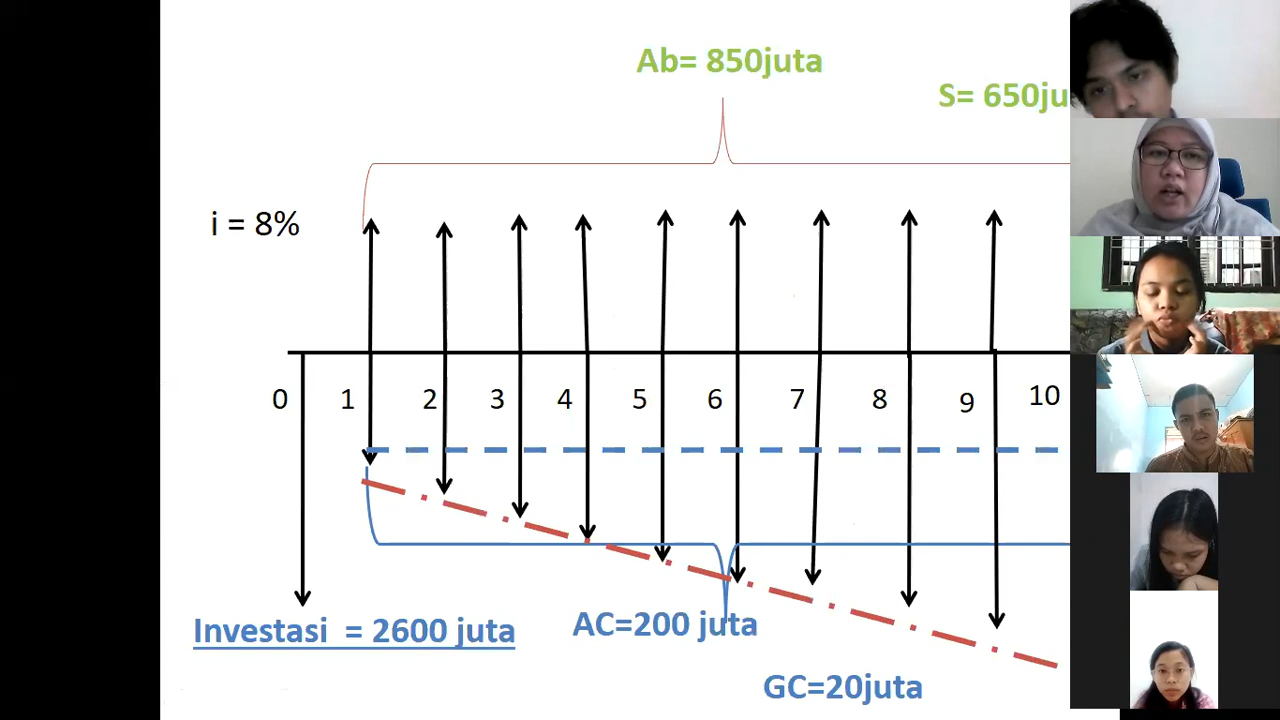 Ab= 850juta
S= 650ju
i = 8%
0 1 2 3 4 5 6 7 8 9 10
Investasi = 2600 juta
AC=200 juta
GC=20juta